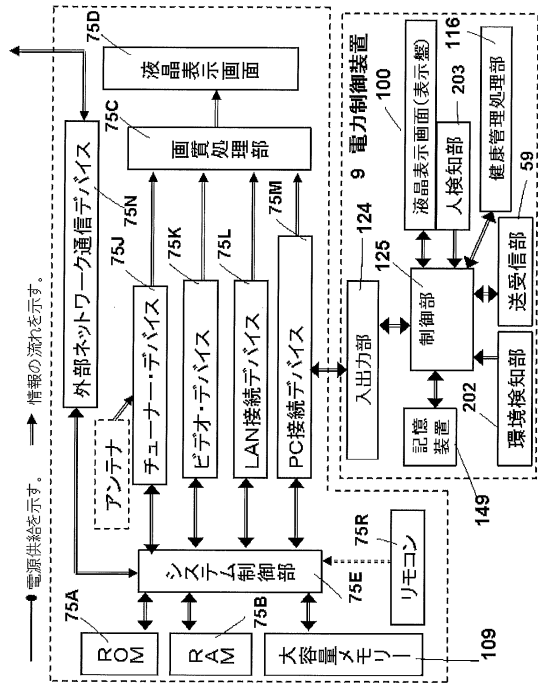 電源供給を示す。
情報の流れを示す。
75A
ROM
75B
RAM
大容量メモリー
109
システム制御部
75E
リモコン
75R
外部ネットワーク通信デバイス
75N
アンテナ
75J
チューナー・デバイス
75K
ビデオ・デバイス
75L
LAN接続デバイス
75M
PC接続デバイス
75C
画質処理部
75D
液晶表示画面
9 電力制御装置
124
入出力部
125
制御部
記憶
装置
149
100
液晶表示画面(表示盤)
203
人検知部
116
健康管理処理部
202
環境検知部
59
送受信部